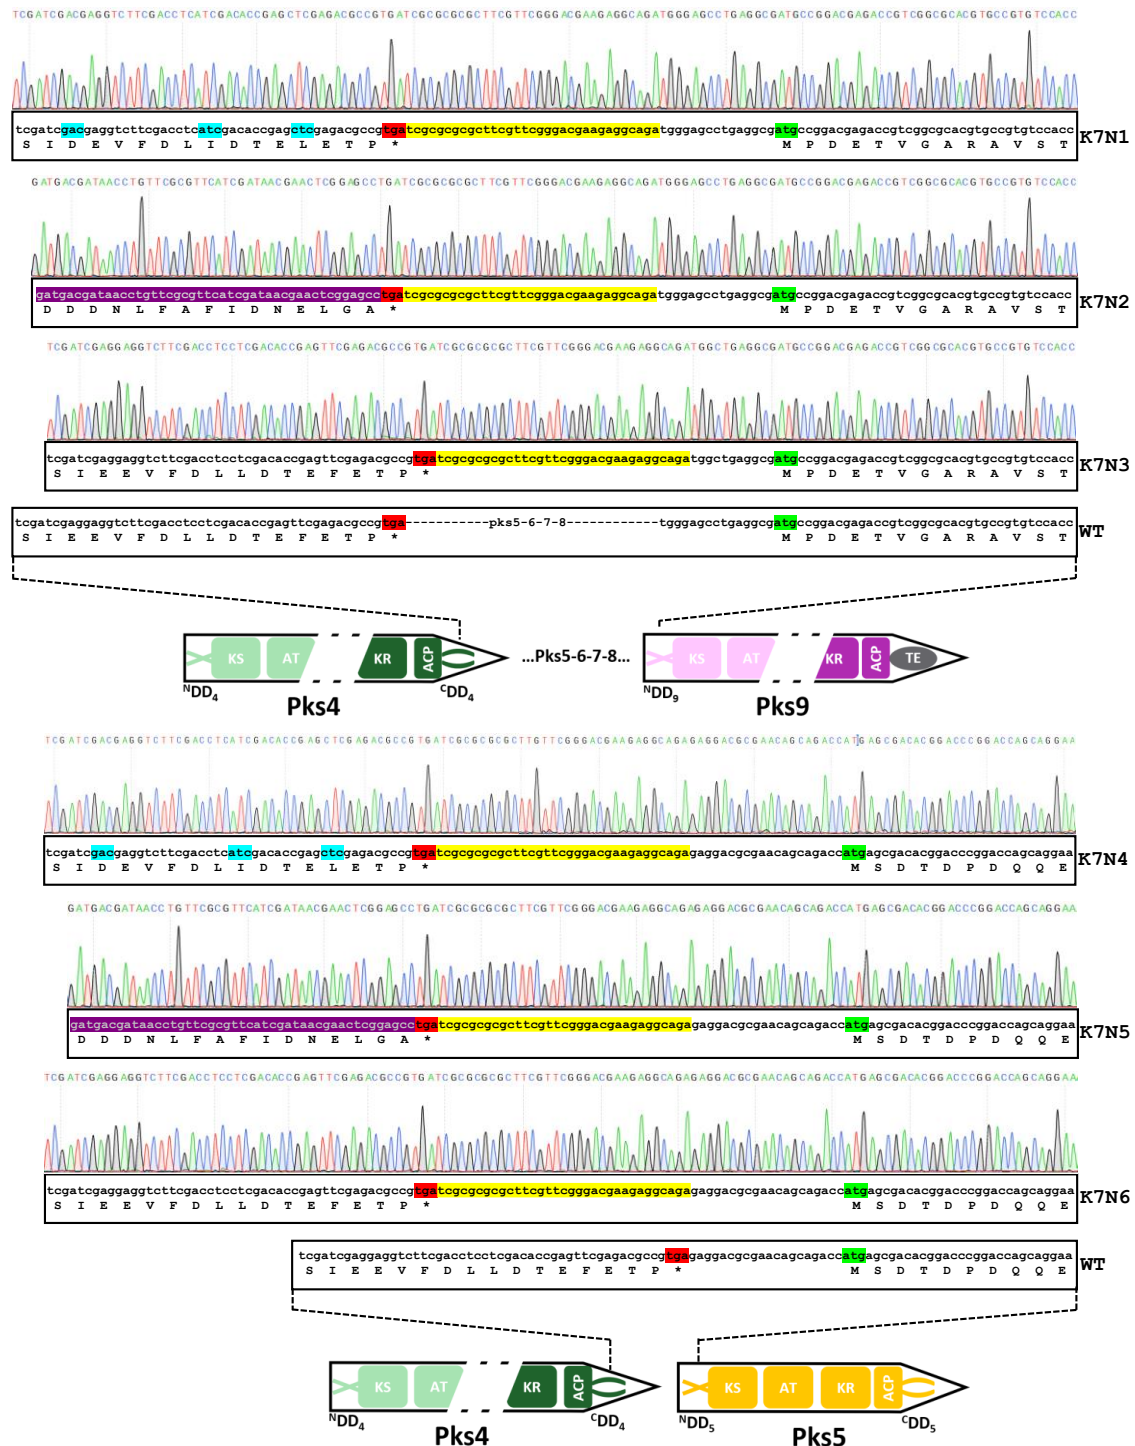 TCGATCGACGAGGTCTTCGACCTCATCGACACCGAGCTCGAGACGCCGTGATCGCGCGCGCTTCGTTCGGGACGAAGAGGCAGATGGGAGCCTGAGGCGATGCCGGACGAGACCGTCGGCGCACGTGCCGTGTCCACC
tcgatcgacgaggtcttcgacctcatcgacaccgagctcgagacgccgtgatcgcgcgcgcttcgttcgggacgaagaggcagatgggagcctgaggcgatgccggacgagaccgtcggcgcacgtgccgtgtccacc K7N1
S I D E V F D L I D T E L E T P * M P D E T V G A R A V S T
GATGACGATAACCTGTTCGCGTTCATCGATAACGAACTCGGAGCCTGATCGCGCGCGCTTCGTTCGGGACGAAGAGGCAGATGGGAGCCTGAGGCGATGCCGGACGAGACCGTCGGCGCACGTGCCGTGTCCACC
gatgacgataacctgttcgcgttcatcgataacgaactcggagcctgatcgcgcgcgcttcgttcgggacgaagaggcagatgggagcctgaggcgatgccggacgagaccgtcggcgcacgtgccgtgtccacc K7N2
D D D N L F A F I D N E L G A * M P D E T V G A R A V S T
TCGATCGAGGAGGTCTTCGACCTCCTCGACACCGAGTTCGAGACGCCGTGATCGCGCGCGCTTCGTTCGGGACGAAGAGGCAGATGGCTGAGGCGATGCCGGACGAGACCGTCGGCGCACGTGCCGTGTCCACC
tcgatcgaggaggtcttcgacctcctcgacaccgagttcgagacgccgtgatcgcgcgcgcttcgttcgggacgaagaggcagatggctgaggcgatgccggacgagaccgtcggcgcacgtgccgtgtccacc K7N3
S I E E V F D L L D T E F E T P * M P D E T V G A R A V S T
tcgatcgaggaggtcttcgacctcctcgacaccgagttcgagacgccgtga-----------pks5-6-7-8------------tgggagcctgaggcgatgccggacgagaccgtcggcgcacgtgccgtgtccacc WT
S I E E V F D L L D T E F E T P * M P D E T V G A R A V S T
KS AT KR ACP ...Pks5-6-7-8... KS AT KR ACP TE
NDD4 CDD4 NDD9
Pks4 Pks9
TCGATCGACGAGGTCTTCGACCTCATCGACACCGAGCTCGAGACGCCGTGATCGCGCGCGCTTGTTCGGGACGAAGAGGCAGAGAGGACGCGAACAGCAGACCATGAGCGACACGGACCCGGACCAGCAGGAA
tcgatcgacgaggtcttcgacctcatcgacaccgagctcgagacgccgtgatcgcgcgcgcttcgttcgggacgaagaggcagagaggacgcgaacagcagaccatgagcgacacggacccggaccagcaggaa K7N4
S I D E V F D L I D T E L E T P * M S D T D P D Q Q E
GATGACGATAACCTGTTCGCGTTCATCGATAACGAACTCGGAGCCTGATCGCGCGCGCTTCGTTCGGGACGAAGAGGCAGAGAGGACGCGAACAGCAGACCATGAGCGACACGGACCCGGACCAGCAGGAA
gatgacgataacctgttcgcgttcatcgataacgaactcggagcctgatcgcgcgcgcttcgttcgggacgaagaggcagagaggacgcgaacagcagaccatgagcgacacggacccggaccagcaggaa K7N5
D D D N L F A F I D N E L G A * M S D T D P D Q Q E
TCGATCGAGGAGGTCTTCGACCTCCTCGACACCGAGTTCGAGACGCCGTGATCGCGCGCGCTTCGTTCGGGACGAAGAGGCAGAGAGGACGCGAACAGCAGACCATGAGCGACACGGACCCGGACCAGCAGGAA
tcgatcgaggaggtcttcgacctcctcgacaccgagttcgagacgccgtgatcgcgcgcgcttcgttcgggacgaagaggcagagaggacgcgaacagcagaccatgagcgacacggacccggaccagcaggaa K7N6
S I E E V F D L L D T E F E T P * M S D T D P D Q Q E
tcgatcgaggaggtcttcgacctcctcgacaccgagttcgagacgccgtgagaggacgcgaacagcagaccatgagcgacacggacccggaccagcaggaa WT
S I E E V F D L L D T E F E T P * M S D T D P D Q Q E
KS AT KR ACP KS AT KR ACP
NDD4 CDD4 NDD5 CDD5
Pks4 Pks5